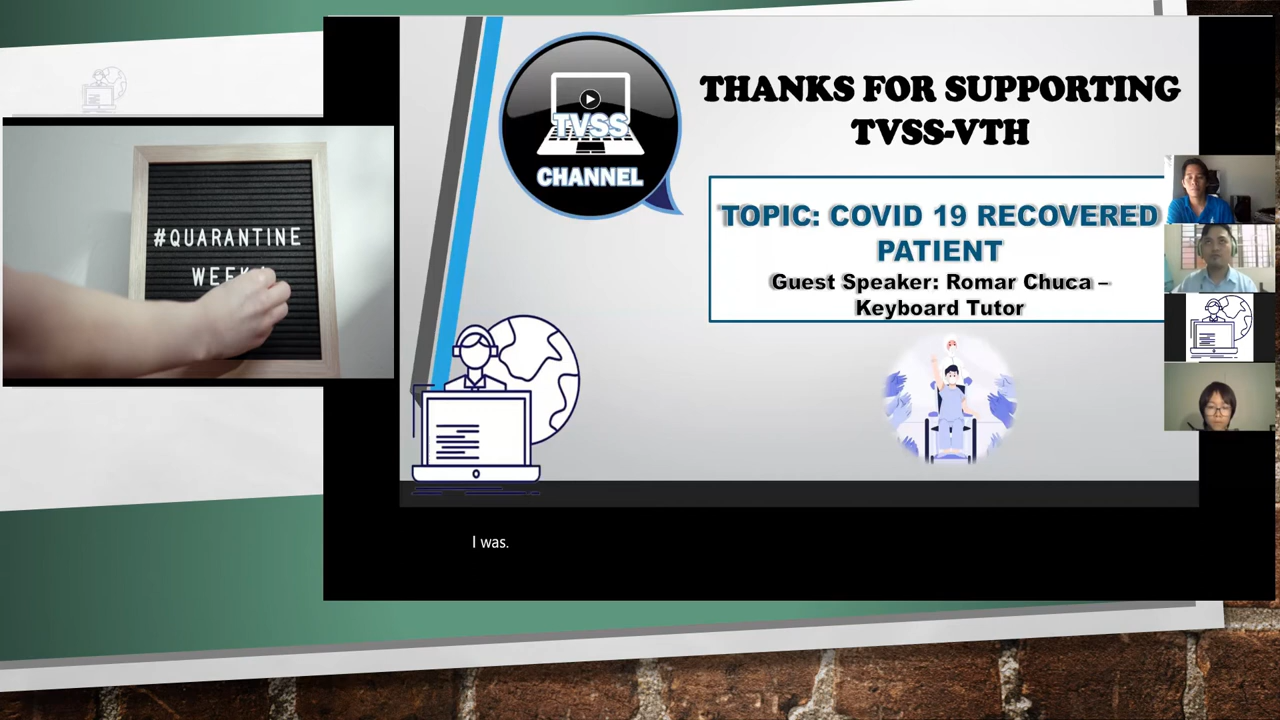 #QUARANTINE
WEEK
TVSS
CHANNEL
THANKS FOR SUPPORTING
TVSS-VTH
TOPIC: COVID 19 RECOVERED
PATIENT
Guest Speaker: Romar Chuca –
Keyboard Tutor
I was.